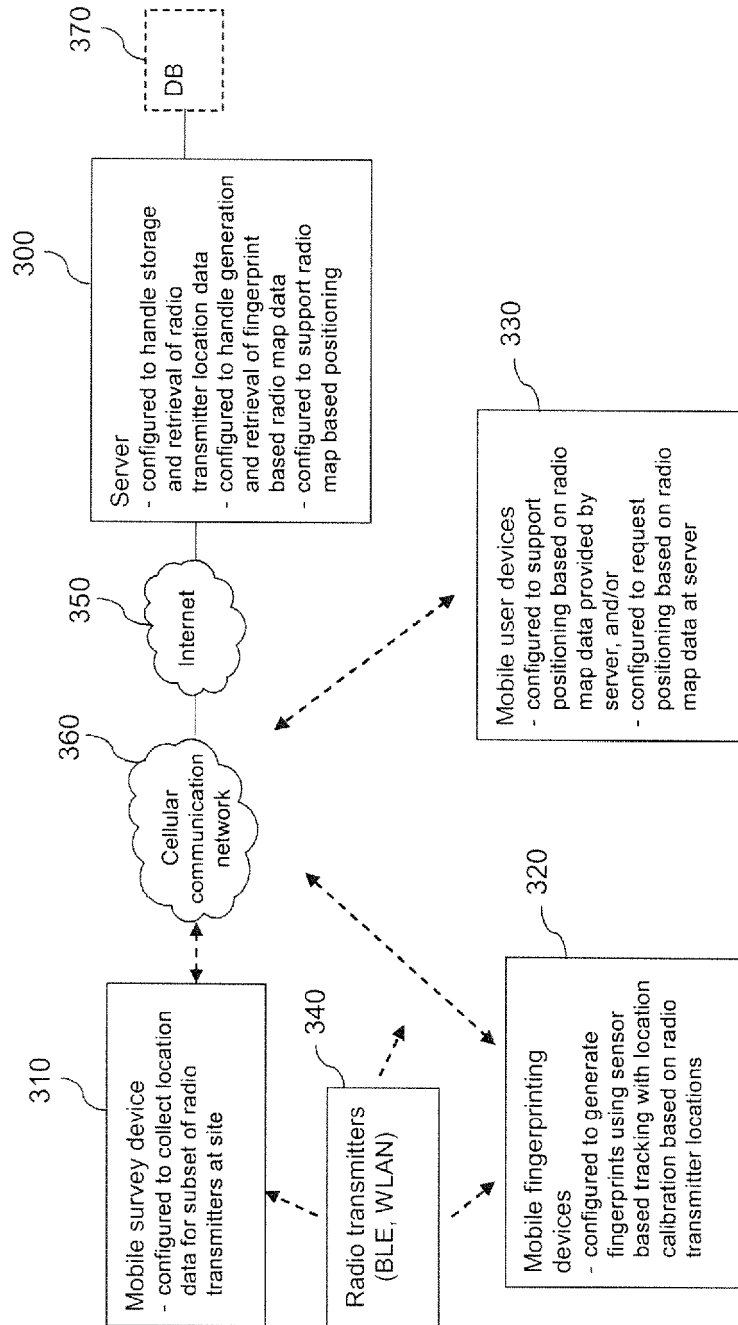 310
Mobile survey device
- configured to collect location
data for subset of radio
transmitters at site
360
Cellular
communication
network
350
Internet
300
Server
- configured to handle storage
and retrieval of radio
transmitter location data
- configured to handle generation
and retrieval of fingerprint
based radio map data
- configured to support radio
map based positioning
370
DB
340
Radio transmitters
(BLE, WLAN)
320
Mobile fingerprinting
devices
- configured to generate
fingerprints using sensor
based tracking with location
calibration based on radio
transmitter locations
330
Mobile user devices
- configured to support
positioning based on radio
map data provided by
server, and/or
- configured to request
positioning based on radio
map data at server